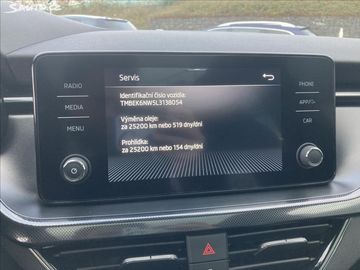 Servis
Identifikační číslo vozidla:
TMBEK6NW5L3138054
Výměna oleje:
za 25200 km nebo 519 dny/dní
Prohlídka:
za 25200 km nebo 154 dny/dní
RADIO
MEDIA
MENU
PHONE
APP/
CAR